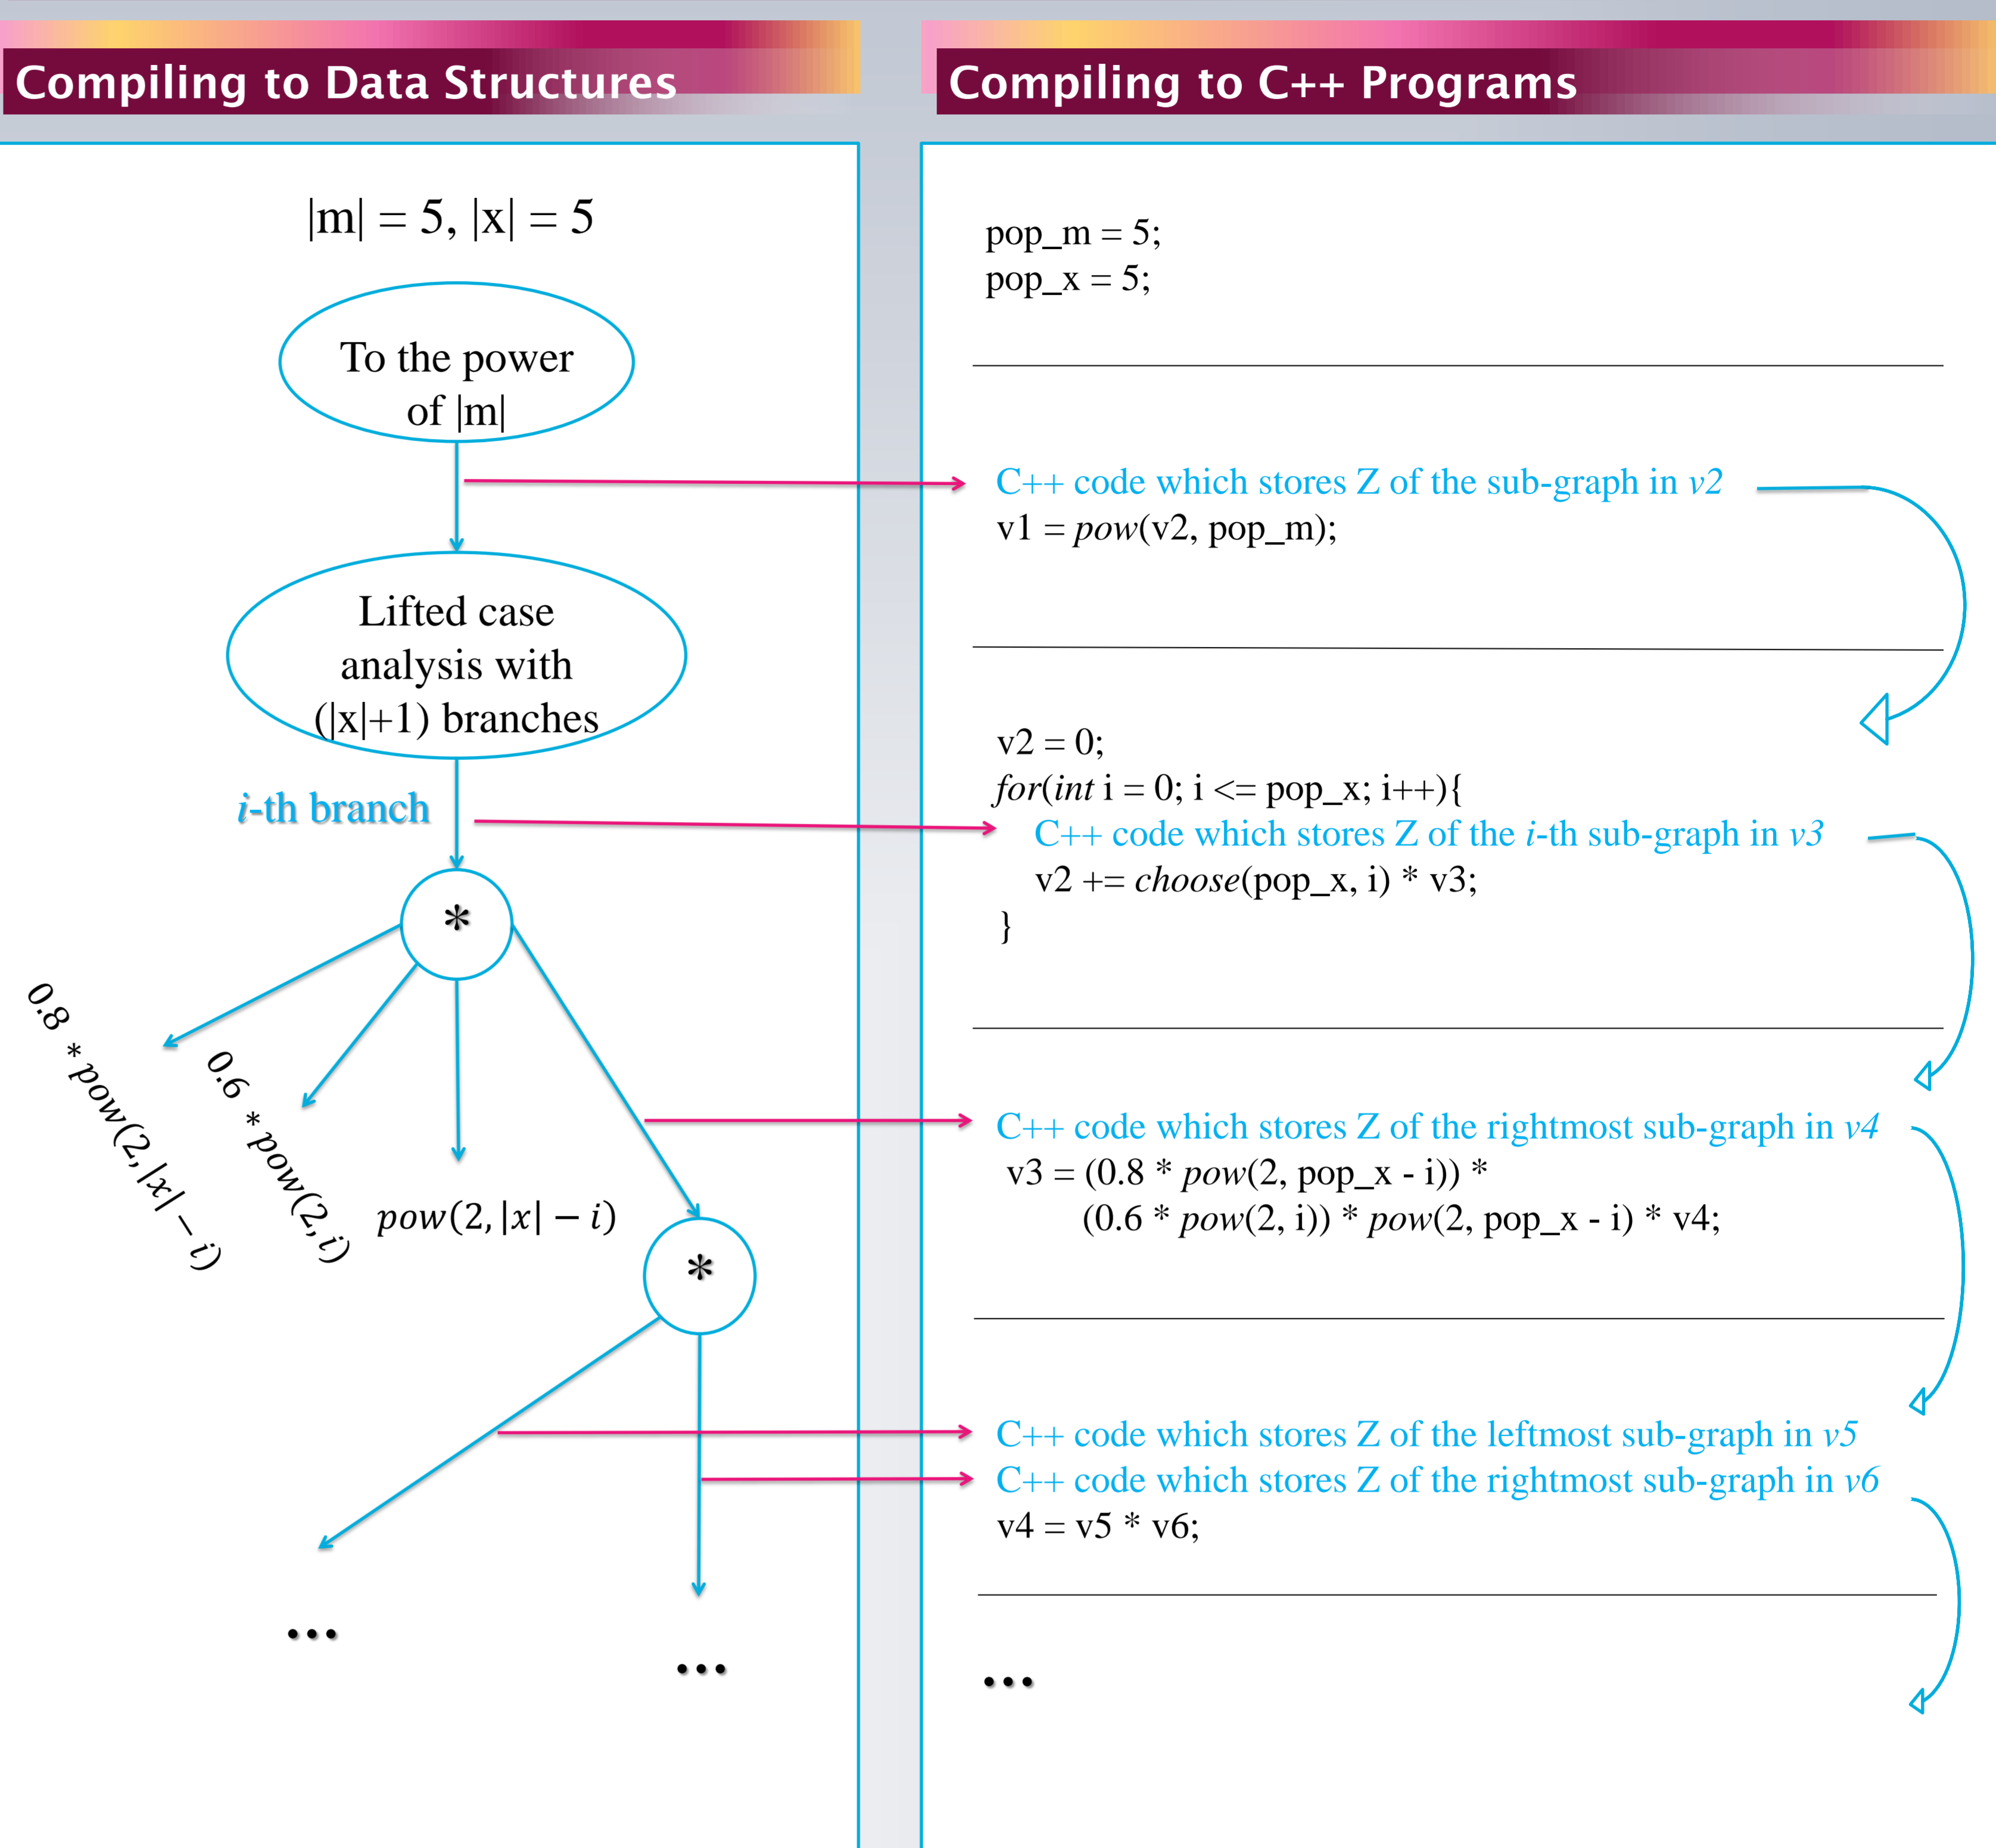 Compiling to Data Structures
|m| = 5, |x| = 5
To the power
of |m|
Lifted case
analysis with
(|x|+1) branches
i-th branch
*
0.8 * pow(2, |x| − i)
0.6 * pow(2, i)
pow(2, |x| − i)
*
...
...
Compiling to C++ Programs
pop_m = 5;
pop_x = 5;
C++ code which stores Z of the sub-graph in v2
v1 = pow(v2, pop_m);
v2 = 0;
for(int i = 0; i <= pop_x; i++){
C++ code which stores Z of the i-th sub-graph in v3
v2 += choose(pop_x, i) * v3;
}
C++ code which stores Z of the rightmost sub-graph in v4
v3 = (0.8 * pow(2, pop_x - i)) *
(0.6 * pow(2, i)) * pow(2, pop_x - i) * v4;
C++ code which stores Z of the leftmost sub-graph in v5
C++ code which stores Z of the rightmost sub-graph in v6
v4 = v5 * v6;
...